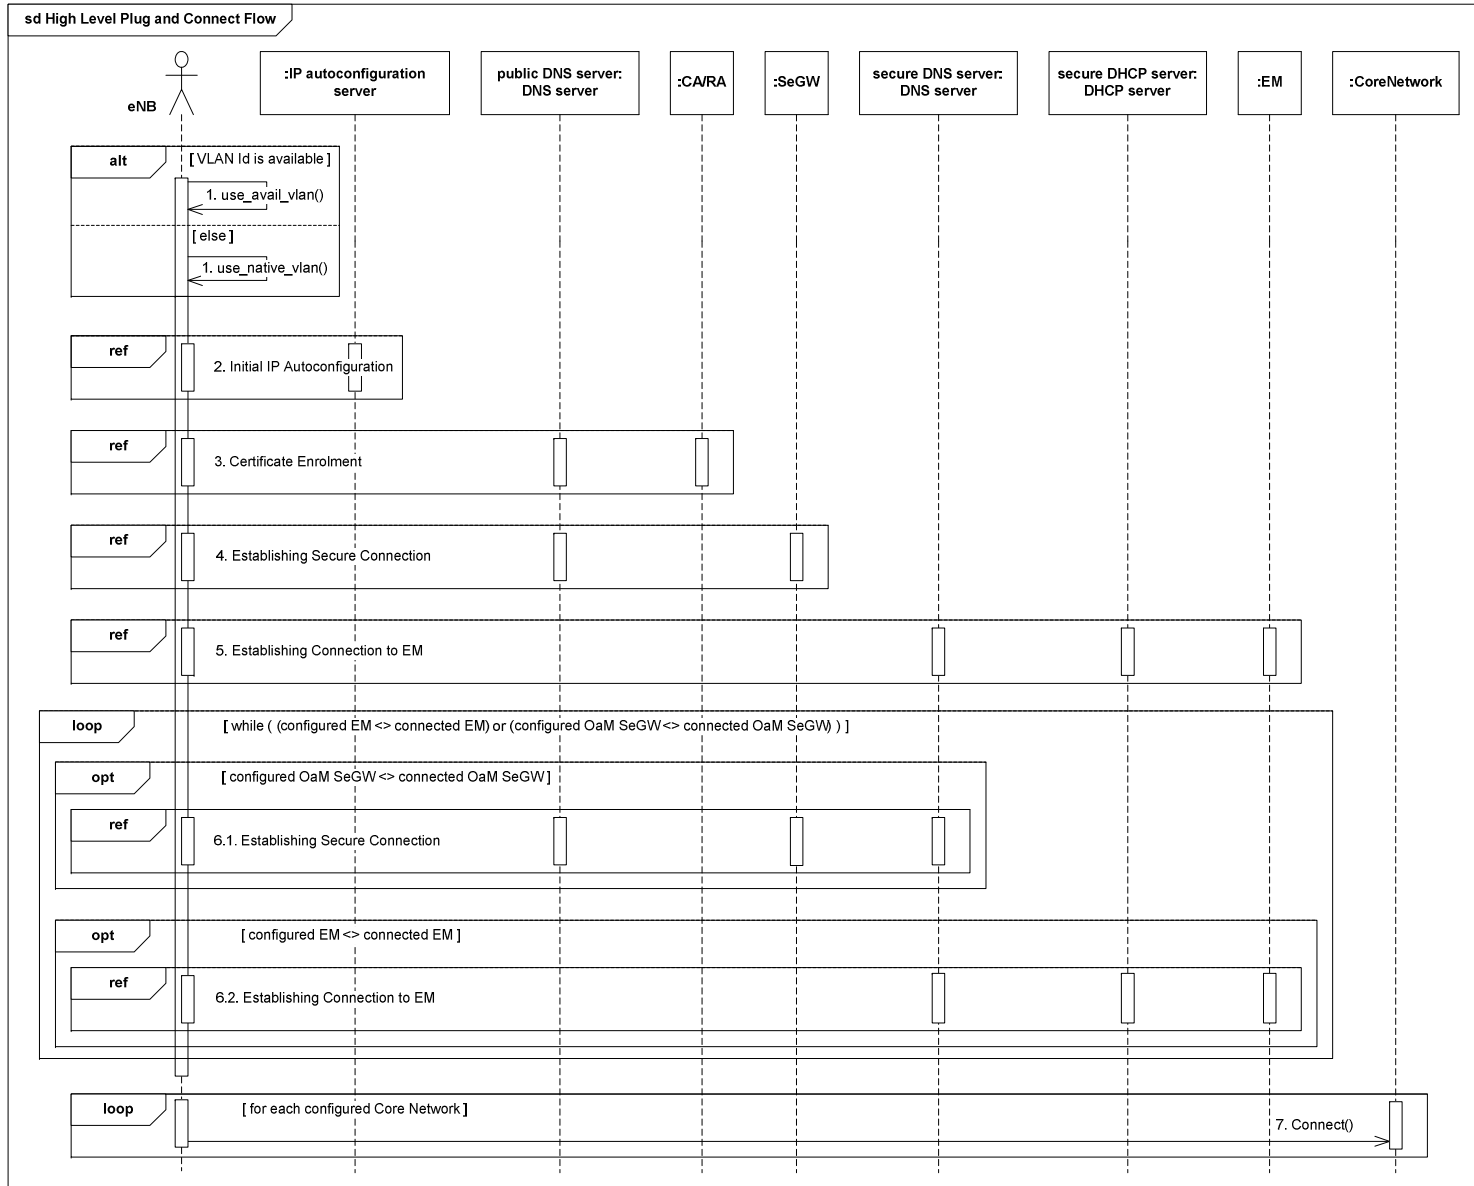 sd High Level Plug and Connect Flow
eNB
:IP autoconfiguration
server
public DNS server:
DNS server
:CA/RA
:SeGW
secure DNS server:
DNS server
secure DHCP server:
DHCP server
:EM
:CoreNetwork
alt
[ VLAN Id is available ]
1. use_avail_vlan()
[ else ]
1. use_native_vlan()
ref
2. Initial IP Autoconfiguration
ref
3. Certificate Enrolment
ref
4. Establishing Secure Connection
ref
5. Establishing Connection to EM
loop
[ while ( (configured EM <> connected EM) or (configured OaM SeGW <> connected OaM SeGW) ) ]
opt
[ configured OaM SeGW <> connected OaM SeGW ]
ref
6.1. Establishing Secure Connection
opt
[ configured EM <> connected EM ]
ref
6.2. Establishing Connection to EM
loop
[ for each configured Core Network ]
7. Connect()